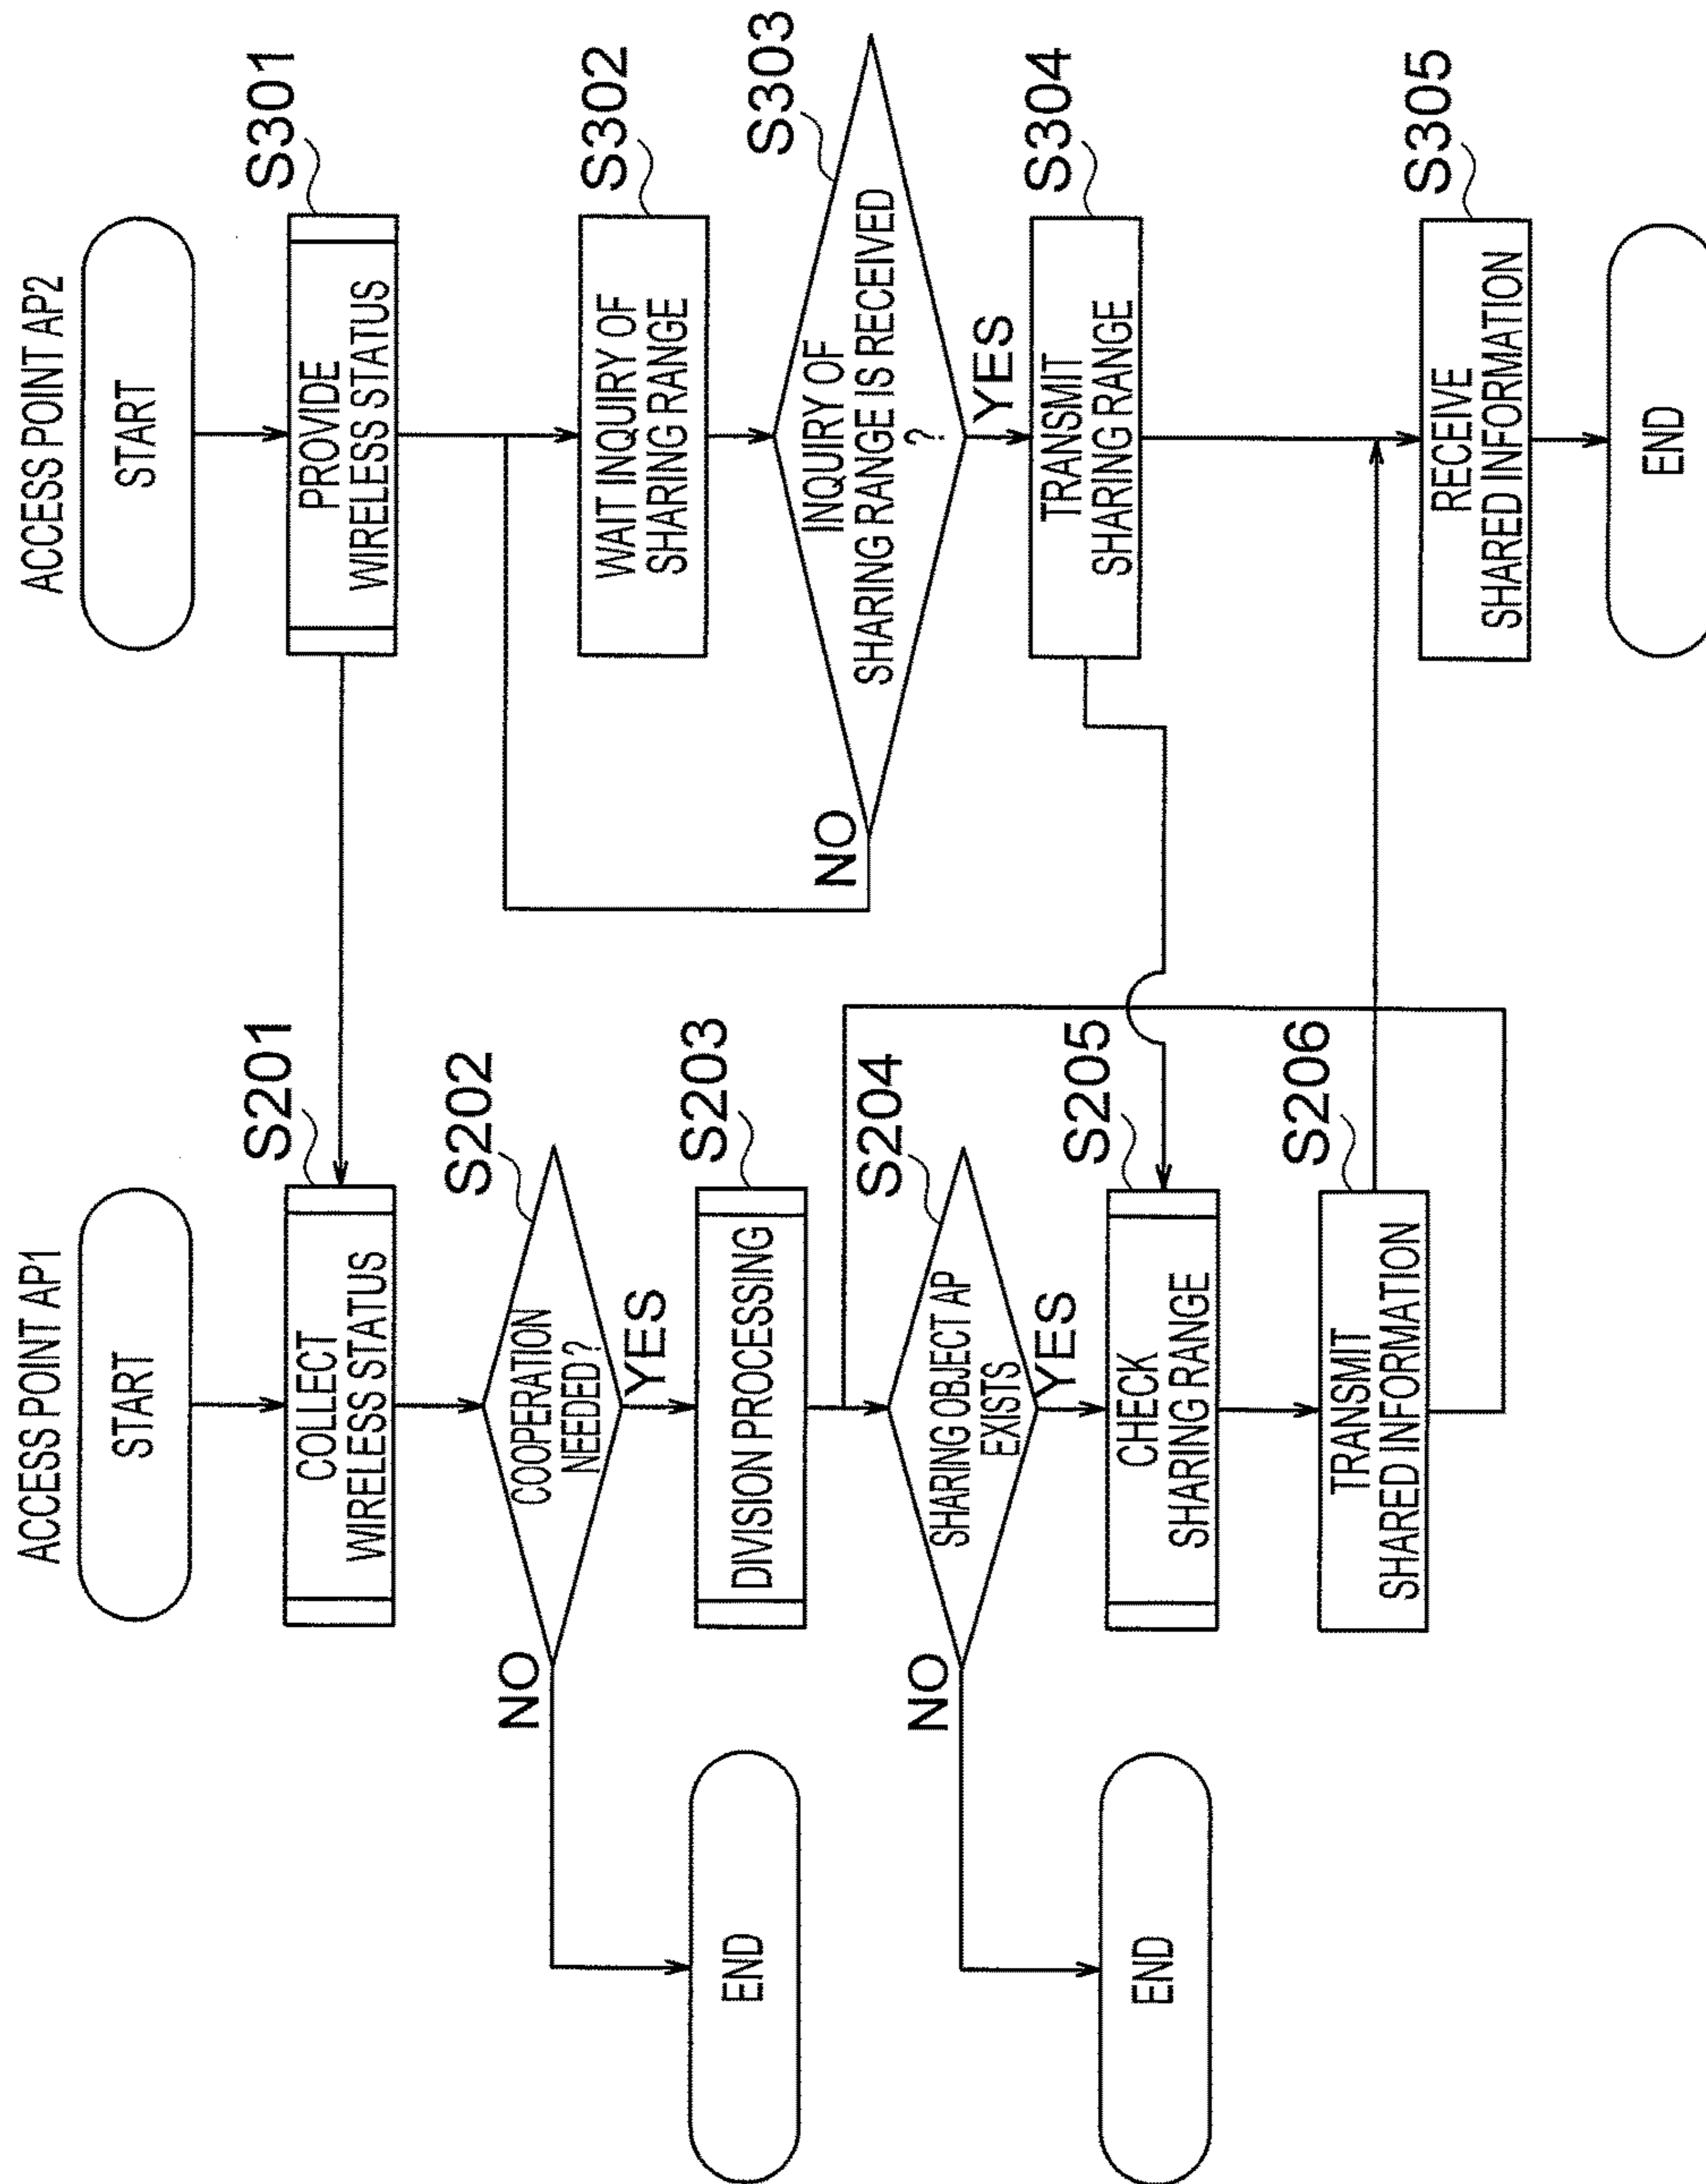 ACCESS POINT AP1
START
S201
COLLECT
WIRELESS STATUS
S202
COOPERATION
NEEDED?
NO
YES
END
S203
DIVISION PROCESSING
S204
SHARING OBJECT AP
EXISTS
NO
YES
END
S205
CHECK
SHARING RANGE
S206
TRANSMIT
SHARED INFORMATION
ACCESS POINT AP2
START
S301
PROVIDE
WIRELESS STATUS
S302
WAIT INQUIRY OF
SHARING RANGE
S303
INQUIRY OF
SHARING RANGE IS RECEIVED
?
NO
YES
S304
TRANSMIT
SHARING RANGE
S305
RECEIVE
SHARED INFORMATION
END